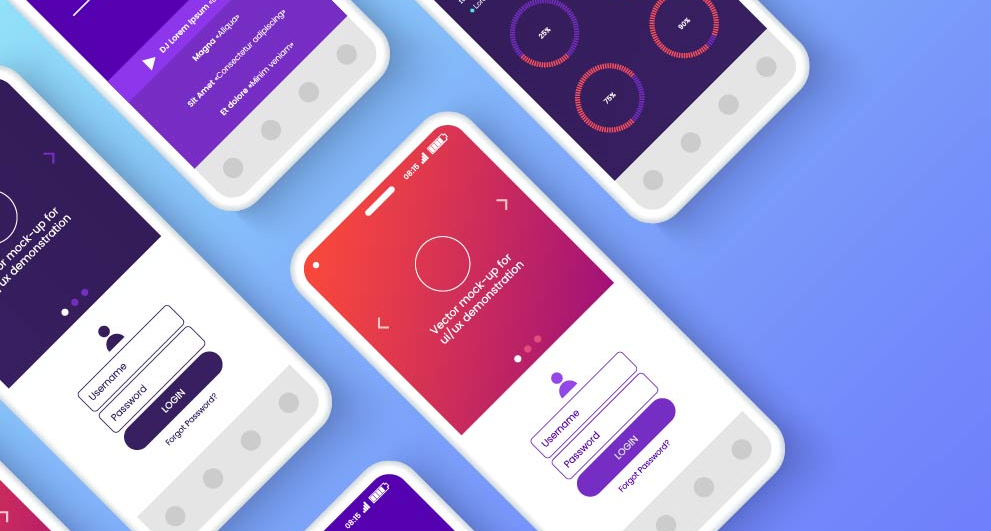 DJ Lorem Ipsum
Magna «Aliqua»
Sit Amet «Consectetur adipiscing»
Et dolore «Minim veniam»
25%
90%
75%
mock-up for
ux demonstration
Username
Password
LOGIN
Forgot Password?
08:15
Vector mock-up for
ui/ux demonstration
Username
Password
LOGIN
Forgot Password?
08:15